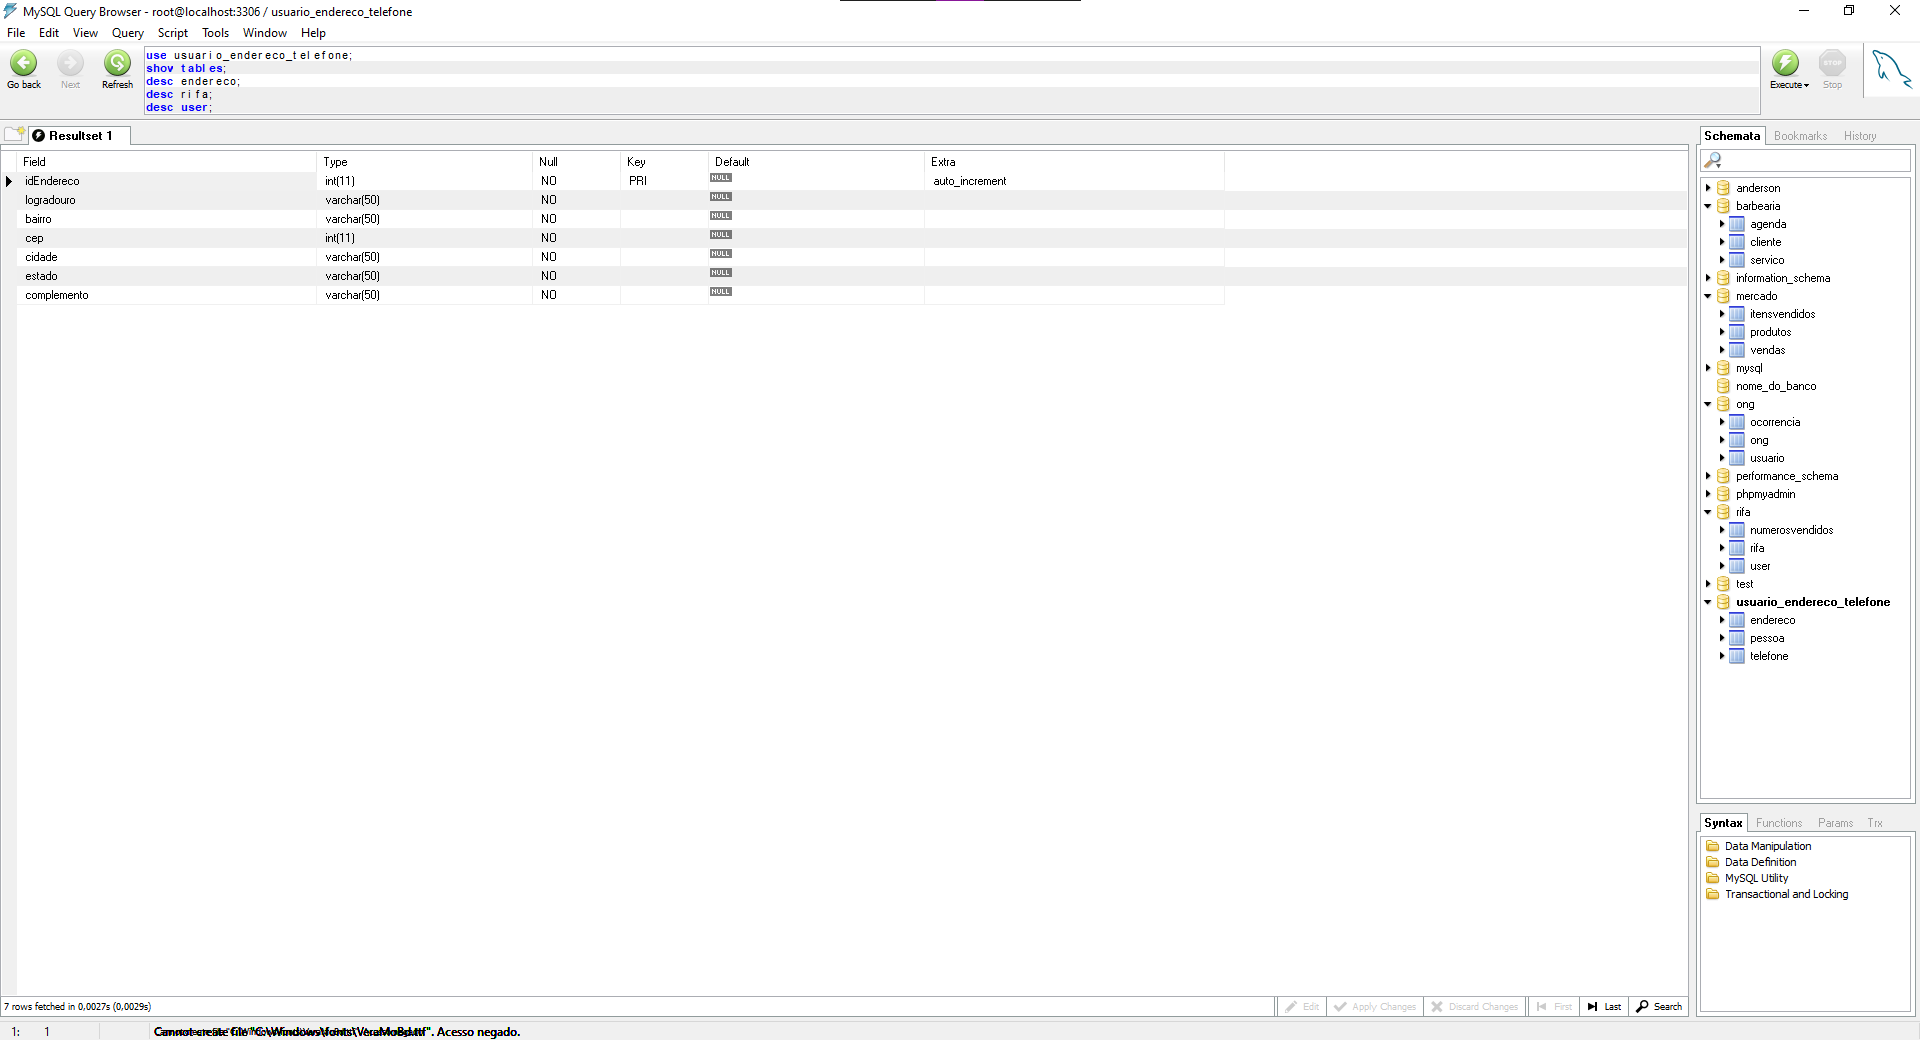 MySQL Query Browser - root@localhost:3306 / usuario_endereco_telefone
File Edit View Query Script Tools Window Help
Go back Next Refresh
use usuario_endereco_telefone;
show tables;
desc endereco;
desc rifa;
desc user;
Execute Stop
Resultset 1
Field Type Null Key Default Extra
idEndereco int(11) NO PRI NULL auto_increment
logradouro varchar(50) NO NULL
bairro varchar(50) NO NULL
cep int(11) NO NULL
cidade varchar(50) NO NULL
estado varchar(50) NO NULL
complemento varchar(50) NO NULL
7 rows fetched in 0,0027s (0,0029s)
Edit Apply Changes Discard Changes First Last Search
1: 1
Cannot create file "C:\Windows\fonts\VeraMoBd.ttf". Acesso negado.
Schemata Bookmarks History
anderson
barbearia
agenda
cliente
servico
information_schema
mercado
itensvendidos
produtos
vendas
mysql
nome_do_banco
ong
ocorrencia
ong
usuario
performance_schema
phpmyadmin
rifa
numerosvendidos
rifa
user
test
usuario_endereco_telefone
endereco
pessoa
telefone
Syntax Functions Params Trx
Data Manipulation
Data Definition
MySQL Utility
Transactional and Locking